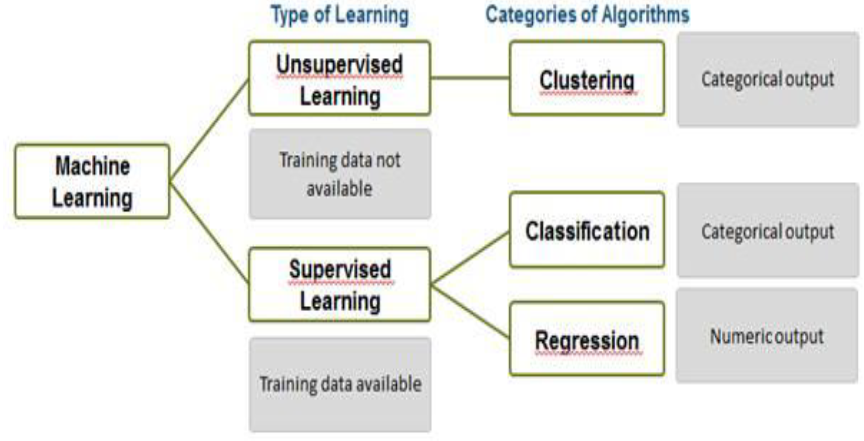 Type of Learning
Categories of Algorithms
Unsupervised
Learning
Clustering
Categorical output
Training data not
available
Machine
Learning
Classification
Categorical output
Supervised
Learning
Regression
Numeric output
Training data available